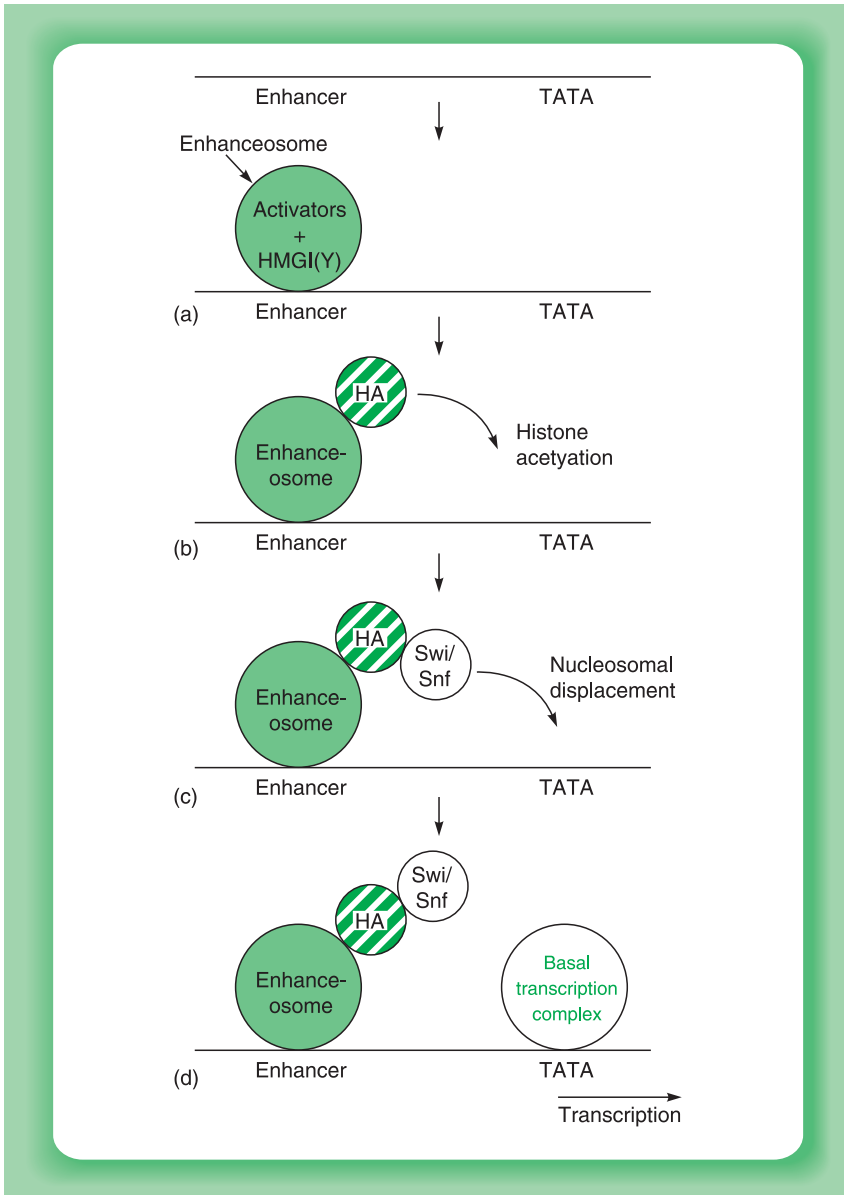 Enhancer TATA
Enhanceosome
Activators
+
HMGI(Y)
(a) Enhancer TATA
HA
Histone
acetyation
Enhance-
osome
(b) Enhancer TATA
HA
Swi/
Snf
Nucleosomal
displacement
Enhance-
osome
(c) Enhancer TATA
Swi/
Snf
HA
Enhance-
osome
Basal
transcription
complex
(d) Enhancer TATA
Transcription